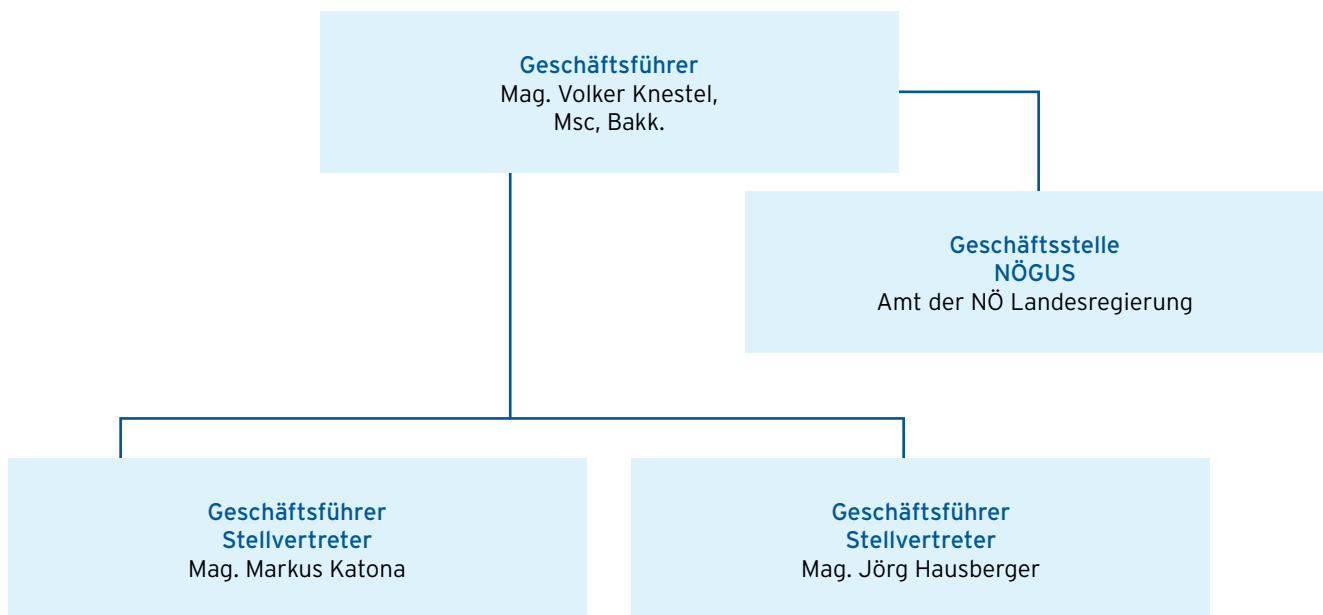 Geschäftsführer
Mag. Volker Knestel,
Msc, Bakk.
Geschäftsstelle
NÖGUS
Amt der NÖ Landesregierung
Geschäftsführer
Stellvertreter
Mag. Markus Katona
Geschäftsführer
Stellvertreter
Mag. Jörg Hausberger